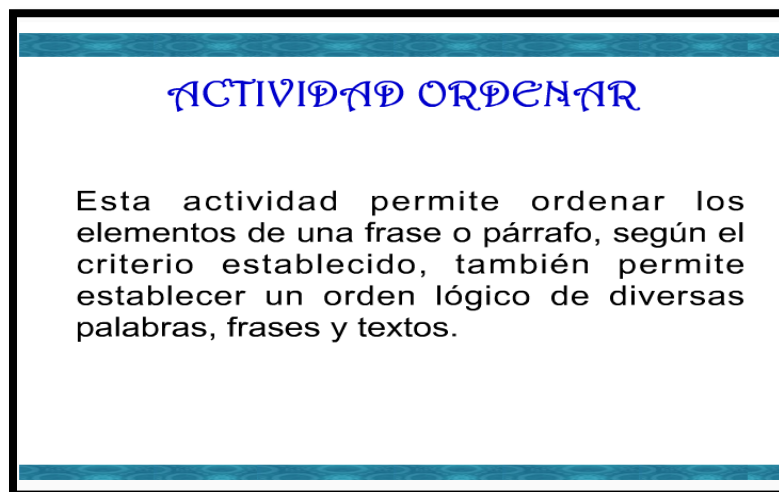 ACTIVIDAD ORDENAR
Esta actividad permite ordenar los
elementos de una frase o párrafo, según el
criterio establecido, también permite
establecer un orden lógico de diversas
palabras, frases y textos.